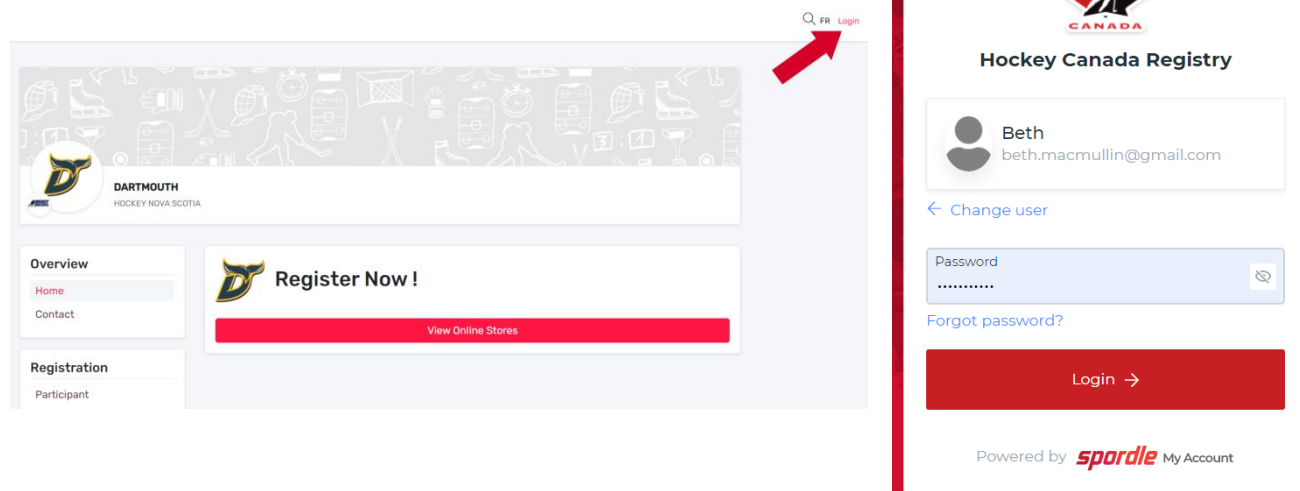 FR Login
DARTMOUTH
HOCKEY NOVA SCOTIA
Overview
Home
Contact
Register Now !
View Online Stores
Registration
Participant
CANADA
Hockey Canada Registry
Beth
beth.macmullin@gmail.com
← Change user
Password
...........
Forgot password?
Login →
Powered by spordle My Account